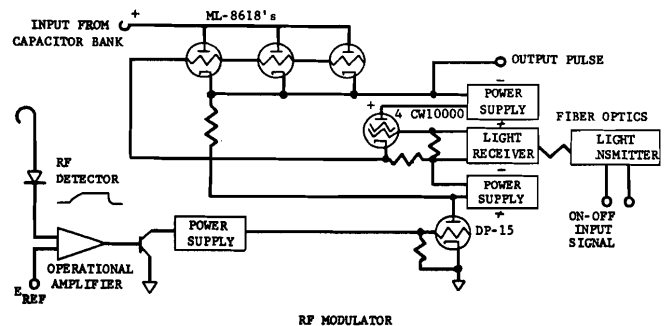 ML-8618's
INPUT FROM
CAPACITOR BANK
+
OUTPUT PULSE
-
POWER
SUPPLY
+
+
4 CW10000
FIBER OPTICS
LIGHT
RECEIVER
LIGHT
NSMITTER
-
POWER
SUPPLY
+
RF
DETECTOR
ON-OFF
INPUT
SIGNAL
DP-15
POWER
SUPPLY
OPERATIONAL
AMPLIFIER
EREF
RF MODULATOR